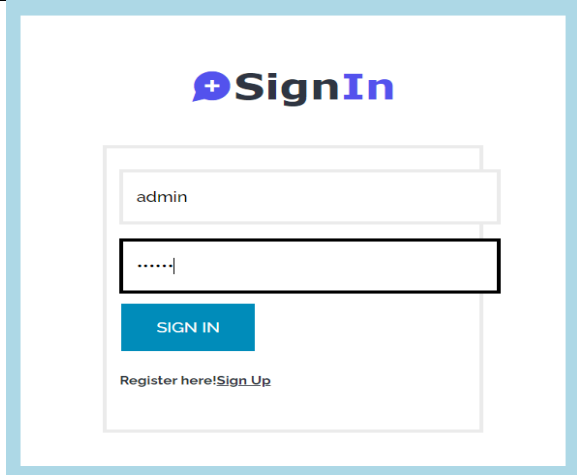 SignIn
admin
••••••
SIGN IN
Register here!Sign Up